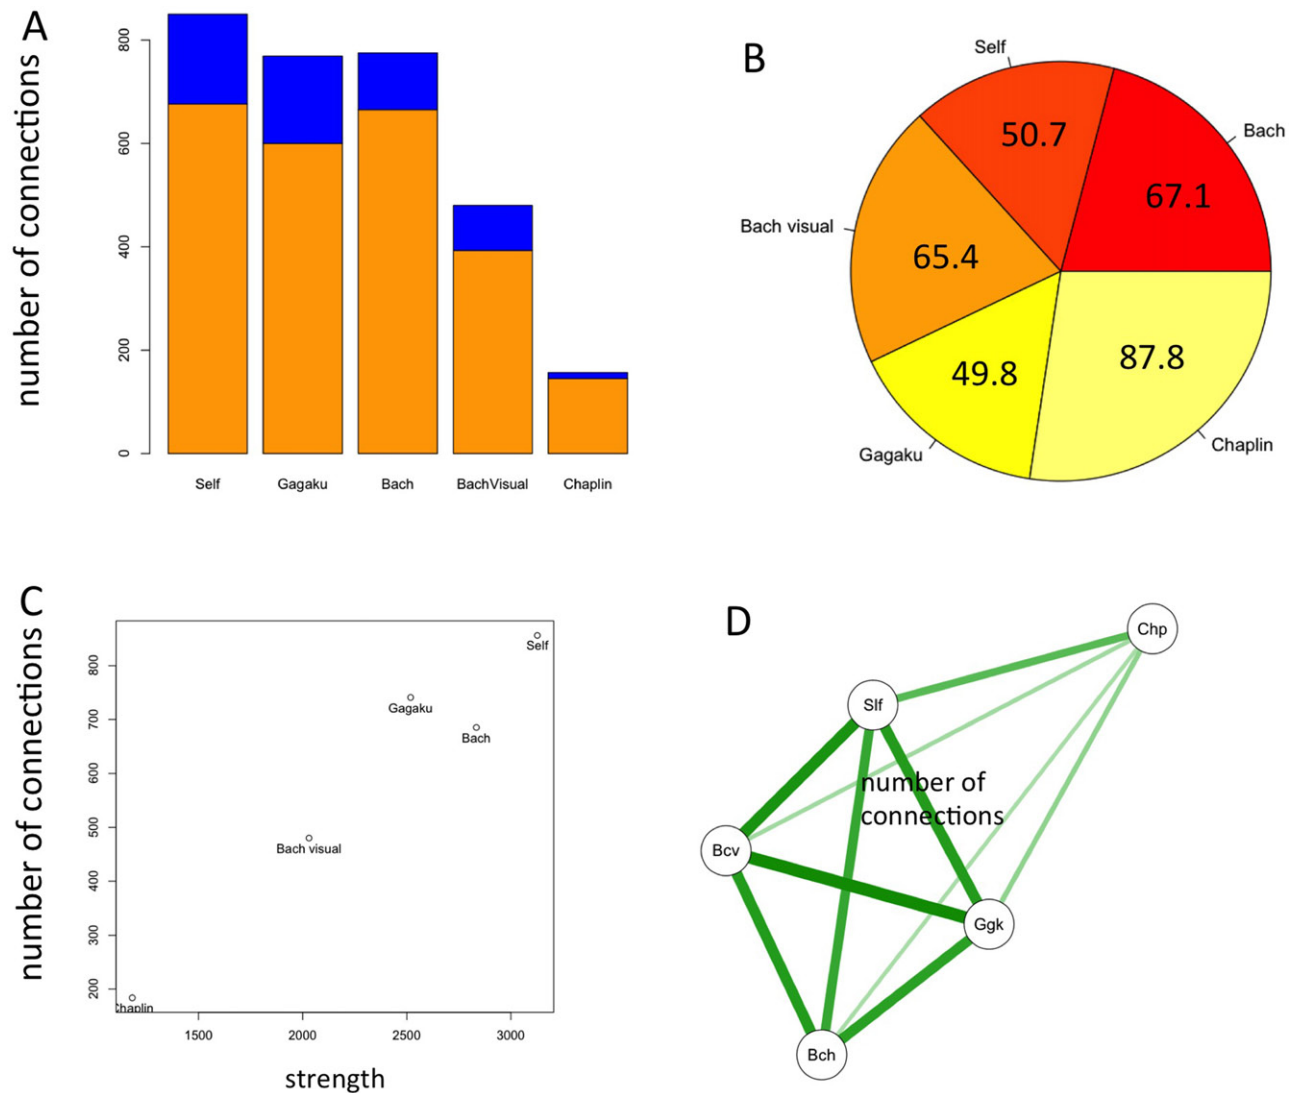 A
number of connections
800
600
400
200
0
Self
Gagaku
Bach
BachVisual
Chaplin
B
Self
Bach
Bach visual
Gagaku
Chaplin
50.7
67.1
65.4
49.8
87.8
C
number of connections
800
700
600
500
400
300
200
Self
Gagaku
Bach
Bach visual
haplin
1500
2000
2500
3000
strength
D
Chp
Slf
number of
connections
Bcv
Ggk
Bch